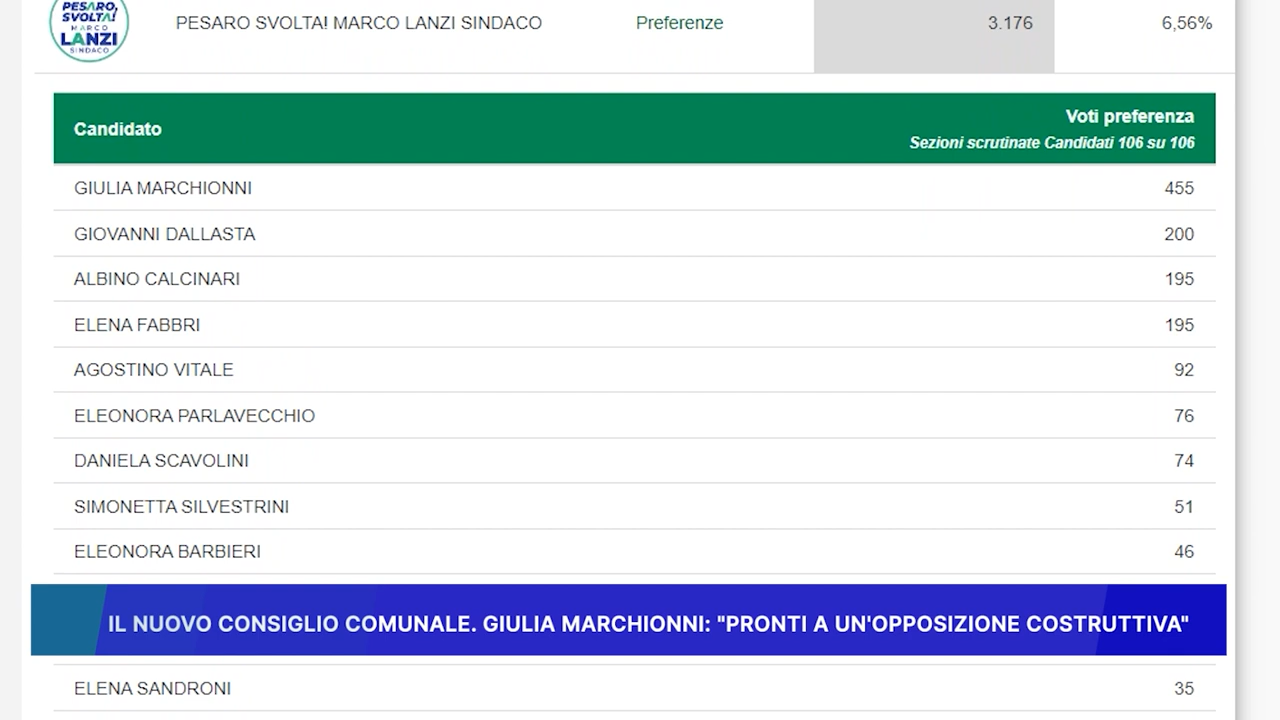 PESARO,
SVOLTA!
MARCO
LANZI
SINDACO
PESARO SVOLTA! MARCO LANZI SINDACO Preferenze 3.176 6,56%
Candidato Voti preferenza
Sezioni scrutinate Candidati 106 su 106
GIULIA MARCHIONNI 455
GIOVANNI DALLASTA 200
ALBINO CALCINARI 195
ELENA FABBRI 195
AGOSTINO VITALE 92
ELEONORA PARLAVECCHIO 76
DANIELA SCAVOLINI 74
SIMONETTA SILVESTRINI 51
ELEONORA BARBIERI 46
IL NUOVO CONSIGLIO COMUNALE. GIULIA MARCHIONNI: "PRONTI A UN'OPPOSIZIONE COSTRUTTIVA"
ELENA SANDRONI 35